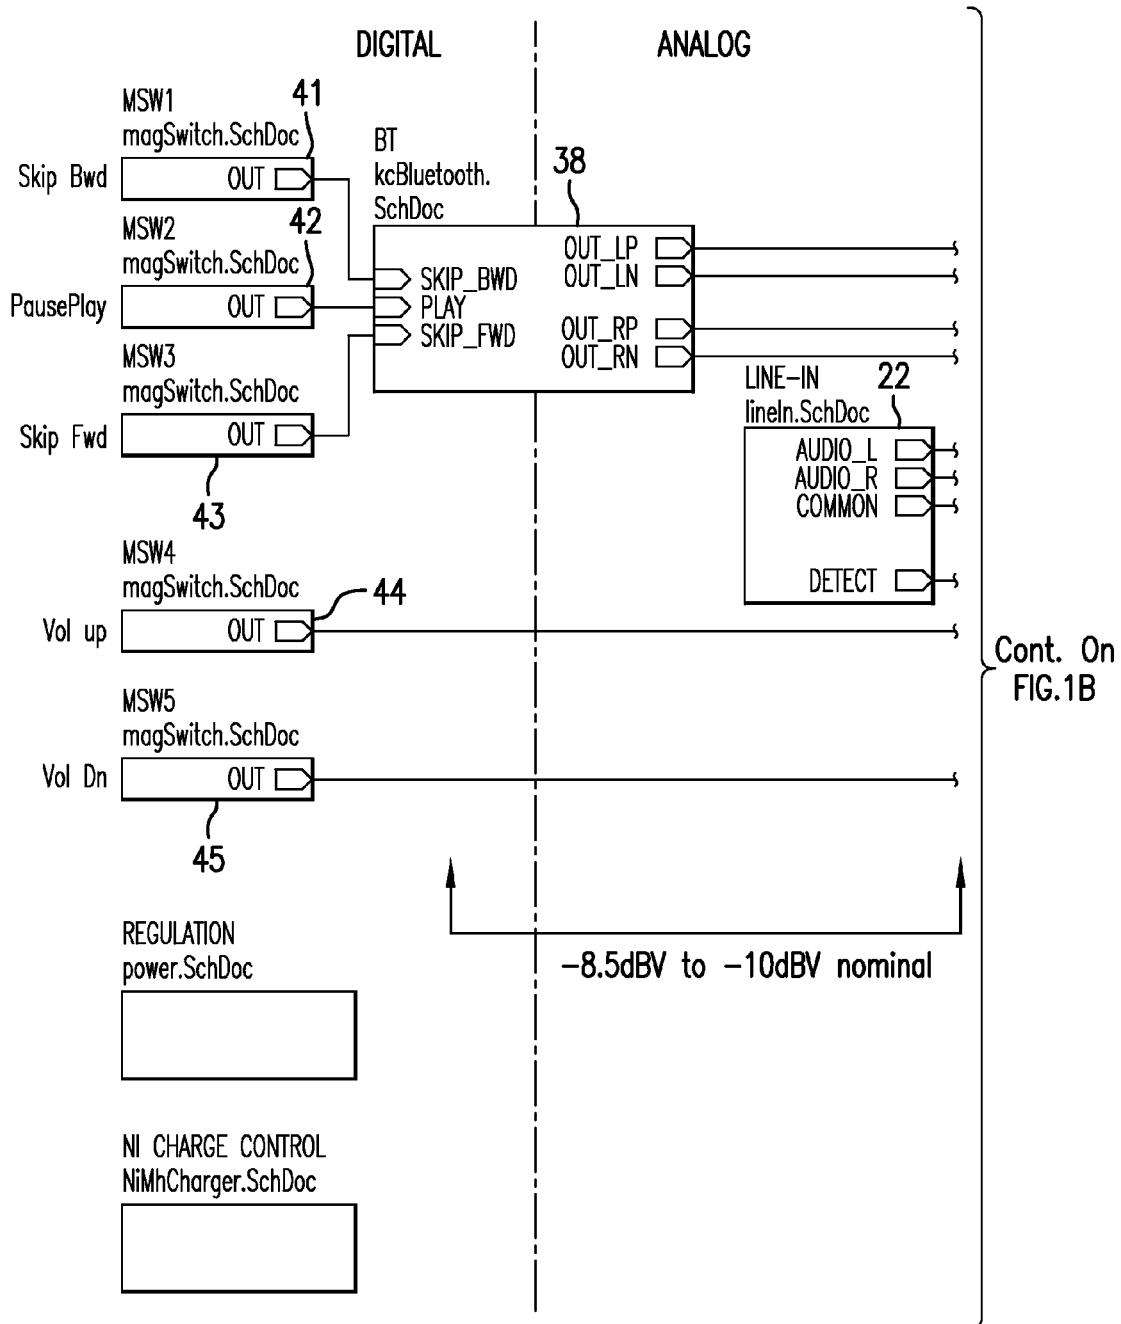 DIGITAL
ANALOG
MSW1
magSwitch.SchDoc
41
Skip Bwd
OUT
BT
kcBluetooth.
SchDoc
38
MSW2
magSwitch.SchDoc
42
PausePlay
OUT
SKIP_BWD
PLAY
SKIP_FWD
OUT_LP
OUT_LN
OUT_RP
OUT_RN
MSW3
magSwitch.SchDoc
Skip Fwd
OUT
43
LINE-IN
lineIn.SchDoc
22
AUDIO_L
AUDIO_R
COMMON
DETECT
MSW4
magSwitch.SchDoc
44
Vol up
OUT
Cont. On
FIG.1B
MSW5
magSwitch.SchDoc
Vol Dn
OUT
45
-8.5dBV to -10dBV nominal
REGULATION
power.SchDoc
NI CHARGE CONTROL
NiMhCharger.SchDoc